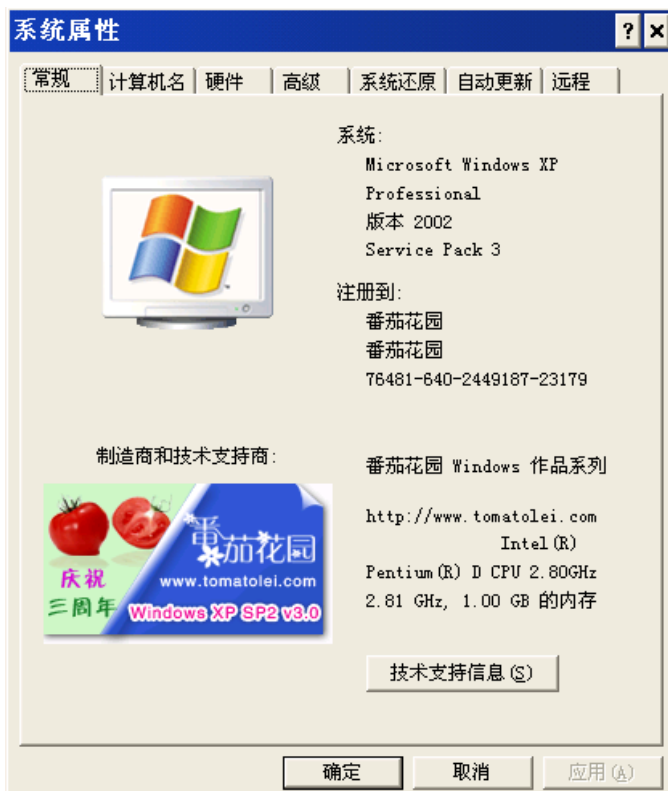 系统属性
常规 计算机名 硬件 高级 系统还原 自动更新 远程
系统:
Microsoft Windows XP
Professional
版本 2002
Service Pack 3
注册到:
番茄花园
番茄花园
76481-640-2449187-23179
制造商和技术支持商:
番茄花园 Windows 作品系列
http://www.tomatolei.com
Intel(R)
Pentium(R) D CPU 2.80GHz
2.81 GHz, 1.00 GB 的内存
番茄花园
www.tomatolei.com
庆祝
三周年
Windows XP SP2 v3.0
技术支持信息(S)
确定 取消 应用(A)